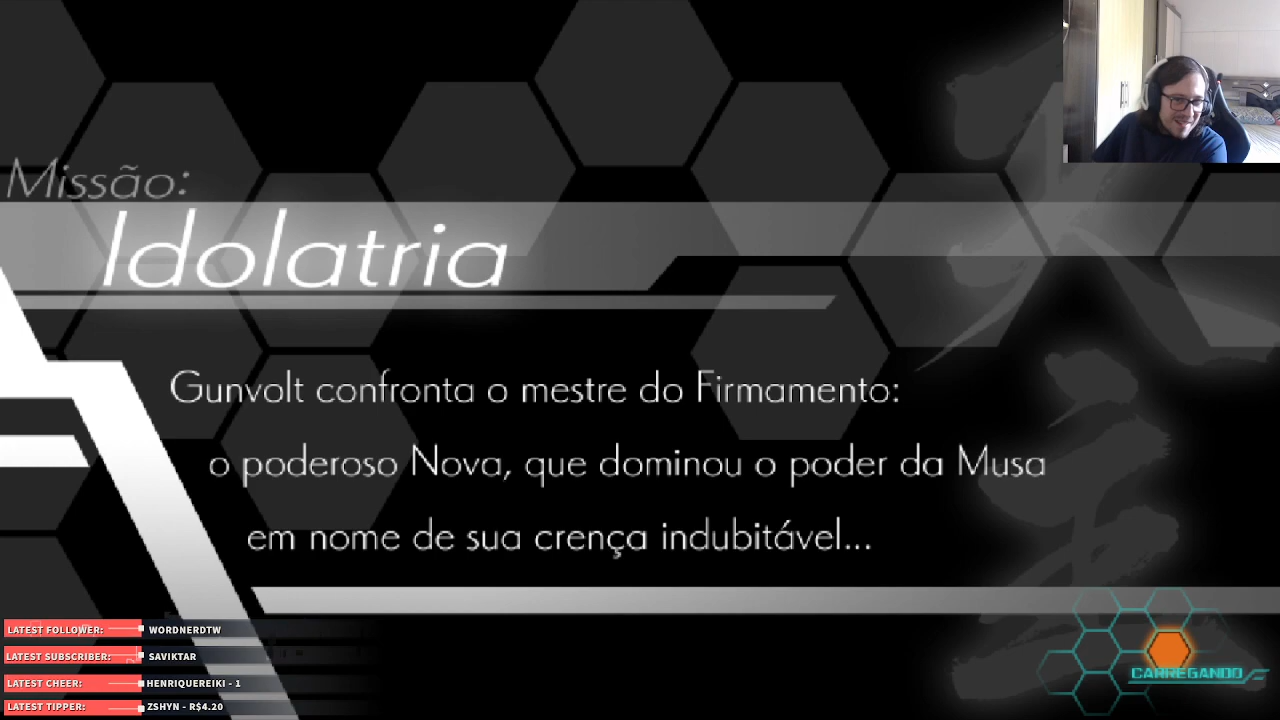 Missão:
Idolatria
Gunvolt confronta o mestre do Firmamento:
o poderoso Nova, que dominou o poder da Musa
em nome de sua crença indubitável...
LATEST FOLLOWER: WORDNERDTW
LATEST SUBSCRIBER: SAVIKTAR
LATEST CHEER: HENRIQUEREIKI - 1
LATEST TIPPER: ZSHYN - R$4.20
CARREGANDO